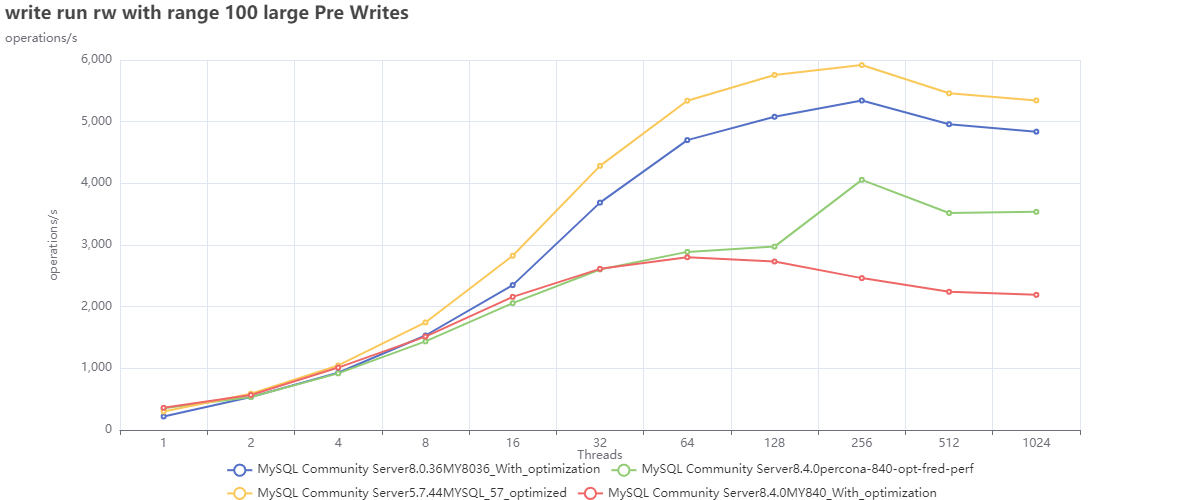 write run rw with range 100 large Pre Writes
operations/s
6,000
5,000
4,000
3,000
2,000
1,000
0
operations/s
1 2 4 8 16 32 64 128 256 512 1024
Threads
MySQL Community Server8.0.36MY8036_With_optimization MySQL Community Server8.4.0percona-840-opt-fred-perf
MySQL Community Server5.7.44MYSQL_57_optimized MySQL Community Server8.4.0MY840_With_optimization